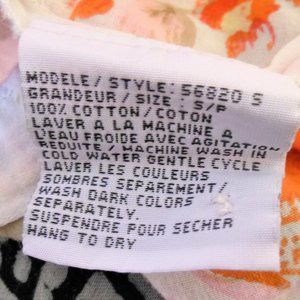 MODELE/ STYLE: 56820 S
GRANDEUR/ SIZE : S/P
100% COTTON/COTON
LAVER A LA MACHINE A
L'EAU FROIDE AVEC AGITATION
REDUITE/MACHINE WASH IN
COLD WATER GENTLE CYCLE
LAVER LES COULEURS
SOMBRES SEPAREMENT/
WASH DARK COLORS
SEPARATELY.
SUSPENDRE POUR SECHER
HANG TO DRY